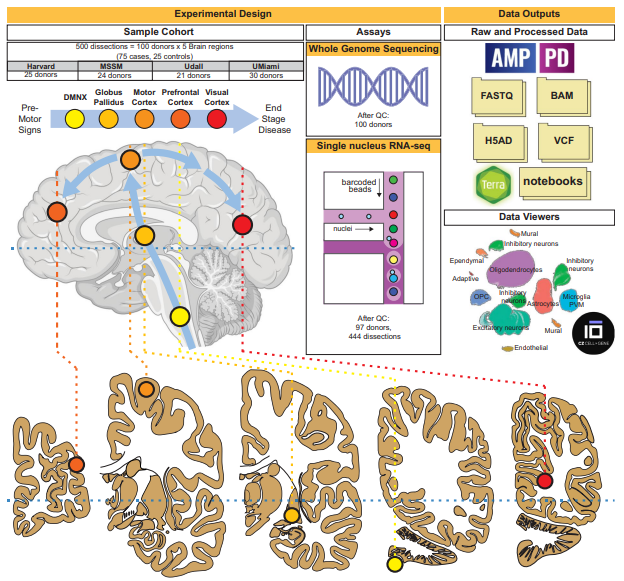 Experimental Design
Data Outputs
Sample Cohort
Assays
Raw and Processed Data
500 dissections = 100 donors x 5 Brain regions
(75 cases, 25 controls)
Harvard MSSM Udall UMiami
25 donors 24 donors 21 donors 30 donors
Whole Genome Sequencing
After QC:
100 donors
AMP PD
FASTQ BAM
H5AD VCF
Terra notebooks
Pre-
Motor
Signs
DMNX
Globus
Pallidus
Motor
Cortex
Prefrontal
Cortex
Visual
Cortex
End
Stage
Disease
Single nucleus RNA-seq
barcoded
beads
nuclei
After QC:
97 donors,
444 dissections
Data Viewers
Mural
Inhibitory neurons
Ependymal
Oligodendrocytes
Inhibitory
neurons
Adaptive
OPC
Inhibitory
neurons
Astrocytes
Microglia
PVM
Excitatory neurons
Mural
Endothelial
CZ CELL×GENE